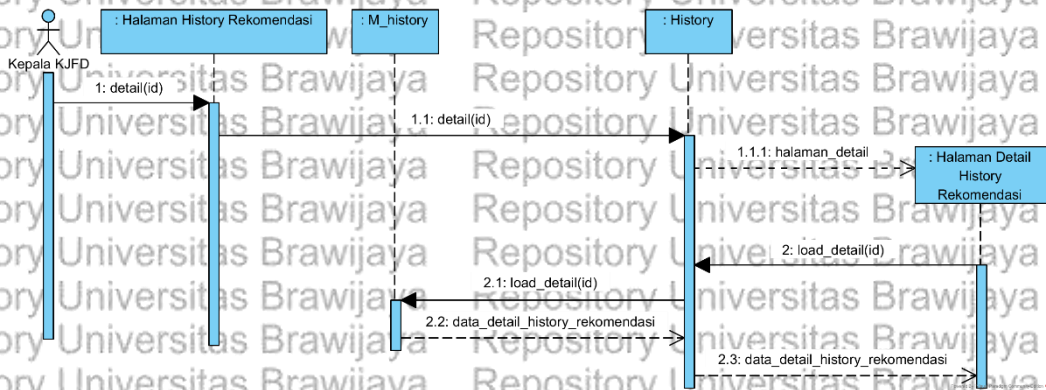 : Halaman History Rekomendasi
: M_history
: History
Kepala KJFD
1: detail(id)
1.1: detail(id)
1.1.1: halaman_detail
: Halaman Detail
History
Rekomendasi
2: load_detail(id)
2.1: load_detail(id)
2.2: data_detail_history_rekomendasi
2.3: data_detail_history_rekomendasi
Repository Universitas Brawijaya